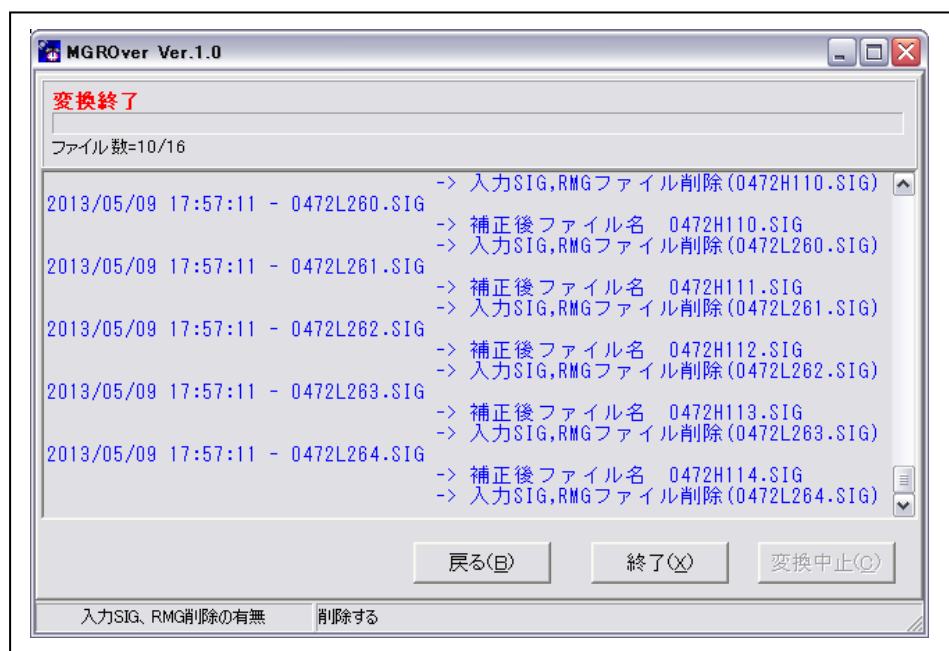 MGROver Ver.1.0
変換終了
ファイル数=10/16
-> 入力SIG,RMGファイル削除(0472H110.SIG)
2013/05/09 17:57:11 - 0472L260.SIG
-> 補正後ファイル名 0472H110.SIG
-> 入力SIG,RMGファイル削除(0472L260.SIG)
2013/05/09 17:57:11 - 0472L261.SIG
-> 補正後ファイル名 0472H111.SIG
-> 入力SIG,RMGファイル削除(0472L261.SIG)
2013/05/09 17:57:11 - 0472L262.SIG
-> 補正後ファイル名 0472H112.SIG
-> 入力SIG,RMGファイル削除(0472L262.SIG)
2013/05/09 17:57:11 - 0472L263.SIG
-> 補正後ファイル名 0472H113.SIG
-> 入力SIG,RMGファイル削除(0472L263.SIG)
2013/05/09 17:57:11 - 0472L264.SIG
-> 補正後ファイル名 0472H114.SIG
-> 入力SIG,RMGファイル削除(0472L264.SIG)
戻る(B) 終了(X) 変換中止(C)
入力SIG、RMG削除の有無 削除する